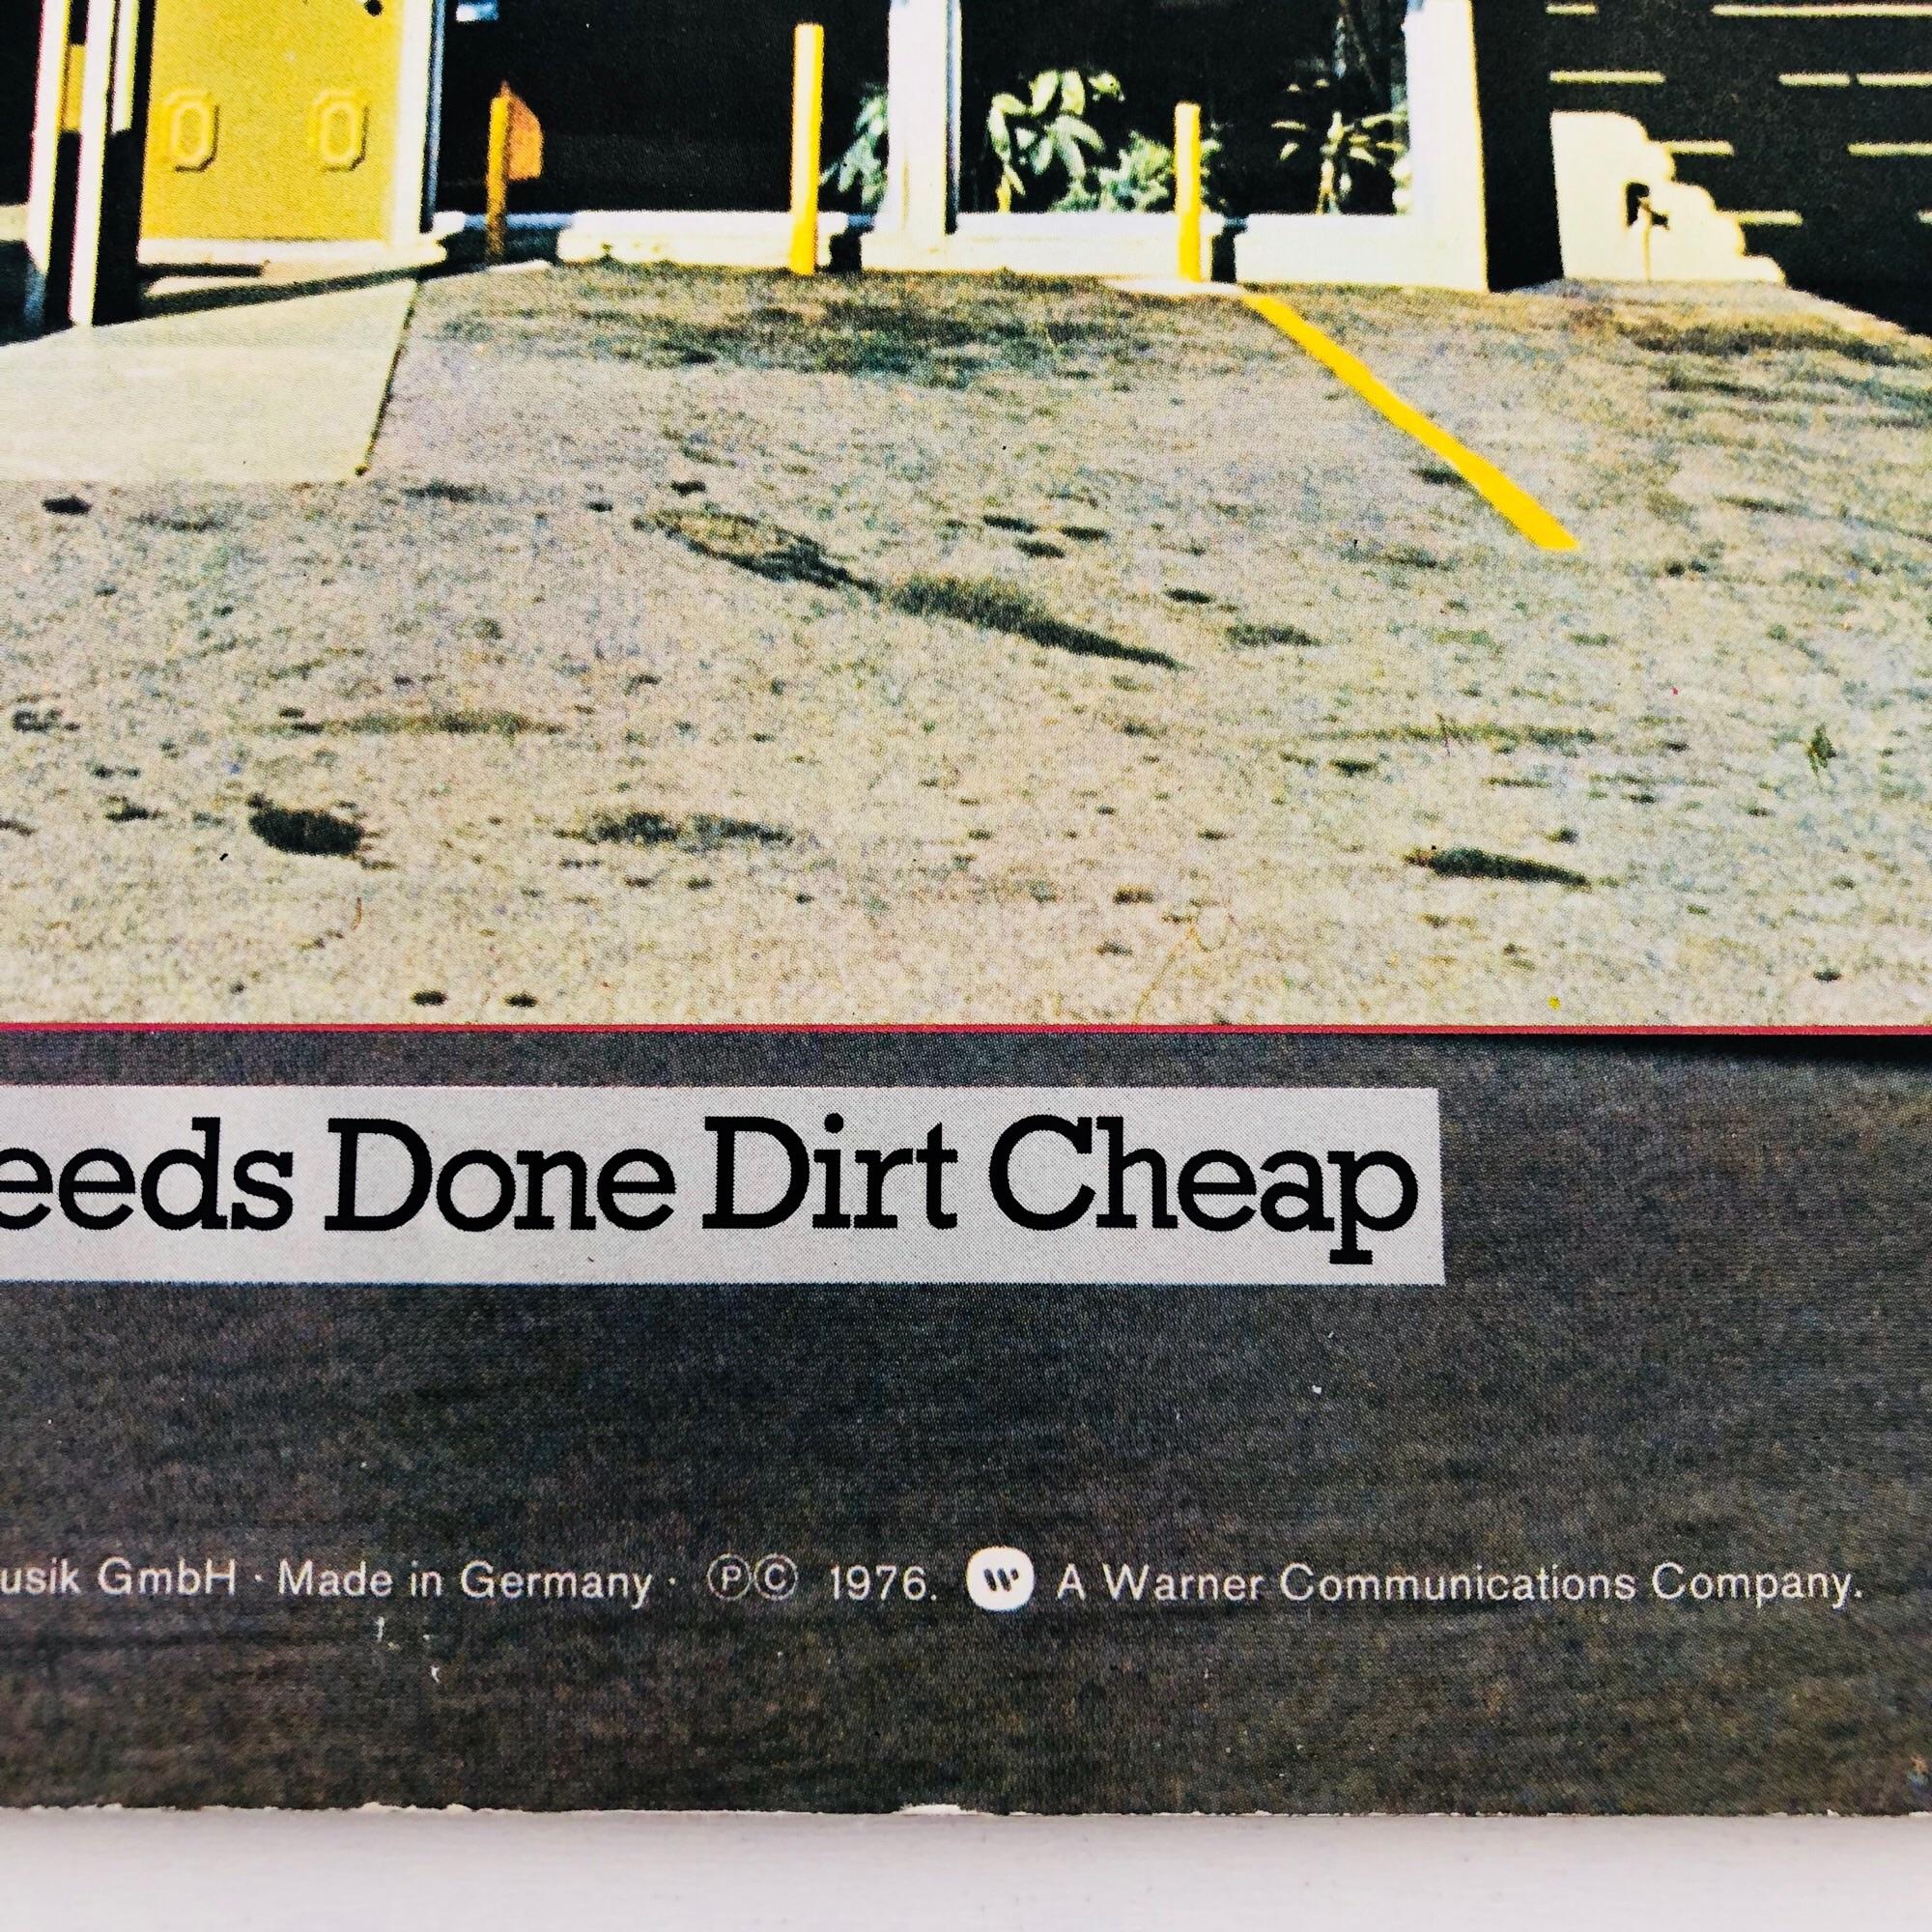 eeds Done Dirt Cheap
usik GmbH · Made in Germany · ℗© 1976. W A Warner Communications Company.